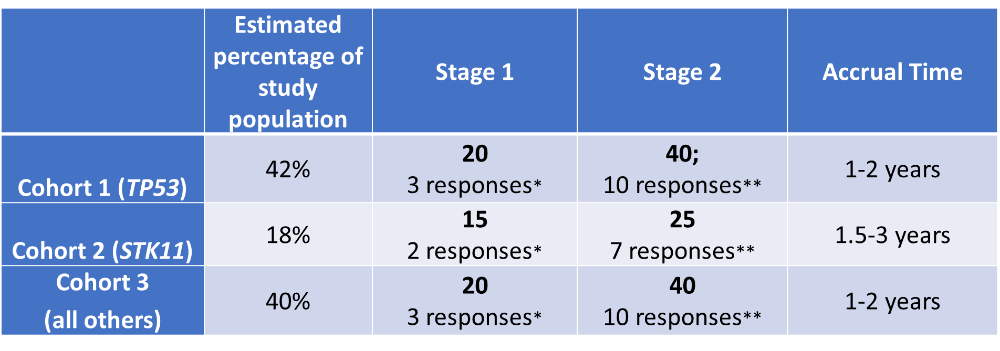 Estimated
percentage of
study
population
Stage 1
Stage 2
Accrual Time
Cohort 1 (TP53)
42%
20
3 responses*
40;
10 responses**
1-2 years
Cohort 2 (STK11)
18%
15
2 responses*
25
7 responses**
1.5-3 years
Cohort 3
(all others)
40%
20
3 responses*
40
10 responses**
1-2 years